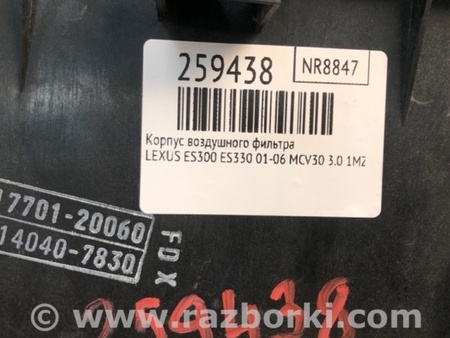 259438
NR8847
Корпус воздушного фильтра
LEXUS ES300 ES330 01-06 MCV30 3.0 1MZ
17701-20060
14040-7830
FDX
259438
© www.razborki.com